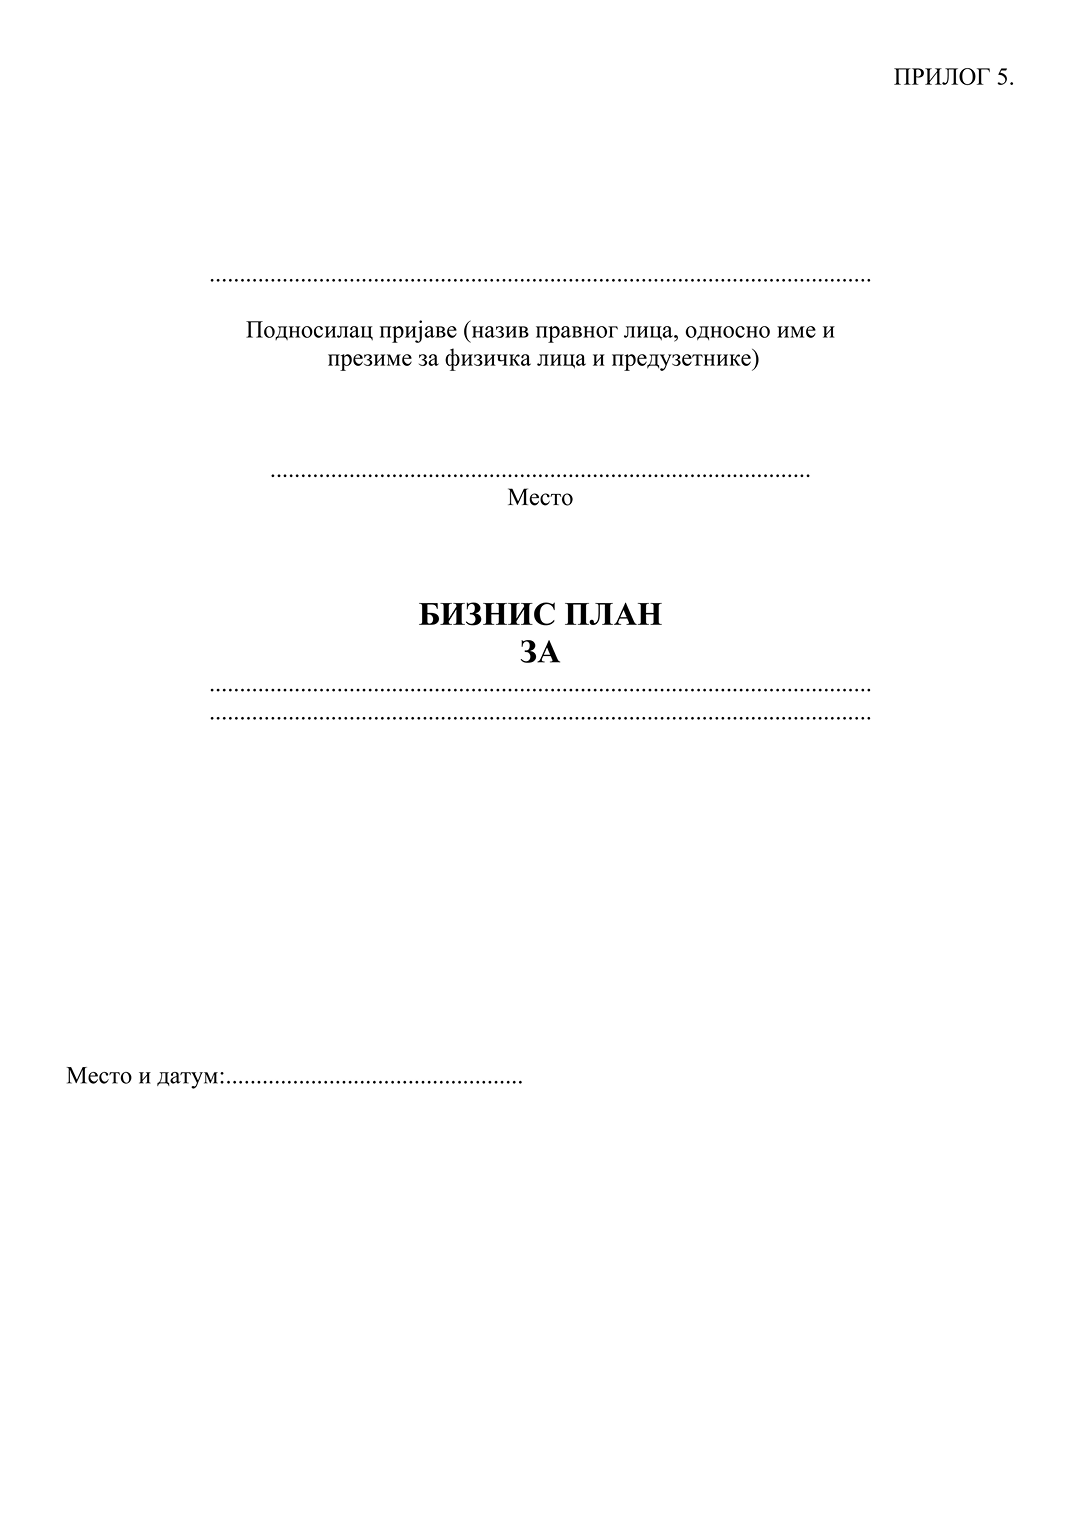 ПРИЛОГ 5.
.............................................................................................................
Подносилац пријаве (назив правног лица, односно име и
презиме за физичка лица и предузетнике)
.........................................................................................
Место
БИЗНИС ПЛАН
ЗА
.............................................................................................................
.............................................................................................................
Место и датум:.................................................